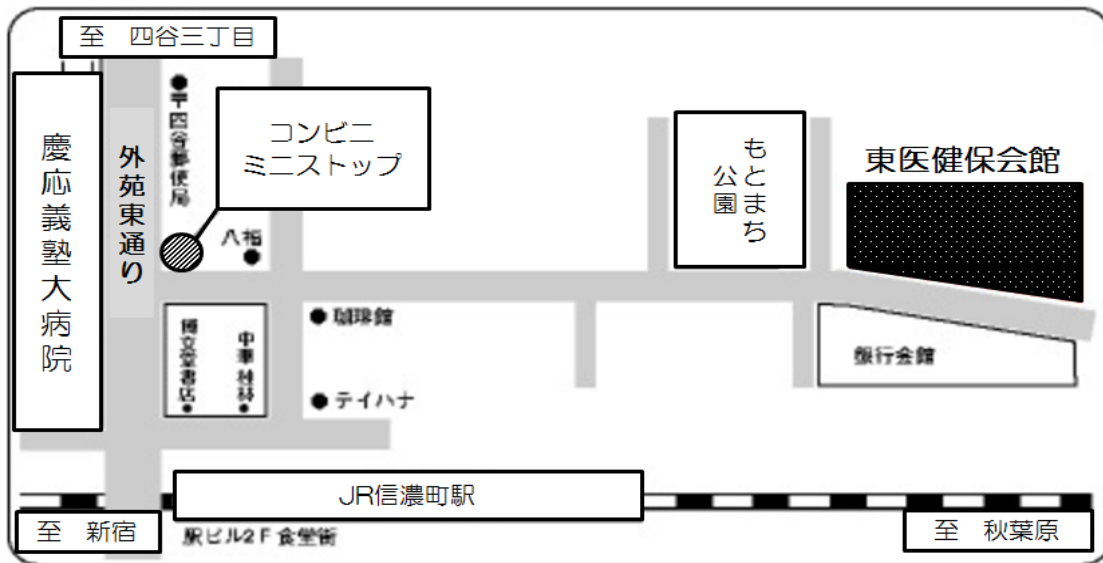 至 四谷三丁目
慶応義塾大病院
外苑東通り
〒四谷郵便局
コンビニ
ミニストップ
八福
もとまち
公園
東医健保会館
博文堂書店
中華 桂林
珈琲館
テイハナ
銀行会館
JR信濃町駅
至 新宿
駅ビル2F食堂街
至 秋葉原